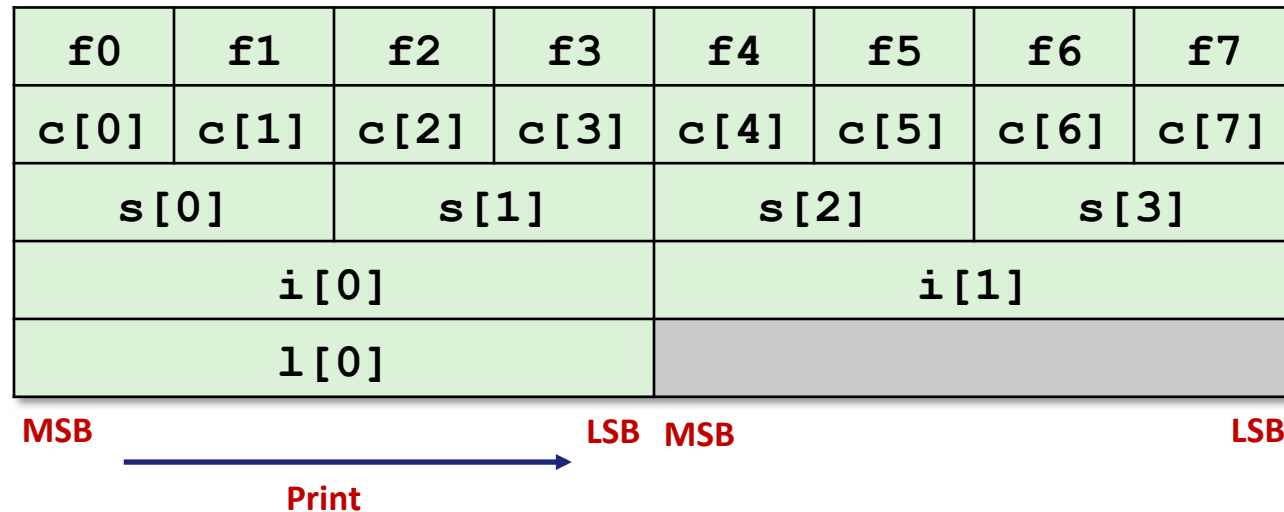 f0 f1 f2 f3 f4 f5 f6 f7
c[0] c[1] c[2] c[3] c[4] c[5] c[6] c[7]
s[0] s[1] s[2] s[3]
i[0] i[1]
l[0]
MSB LSB MSB LSB
Print